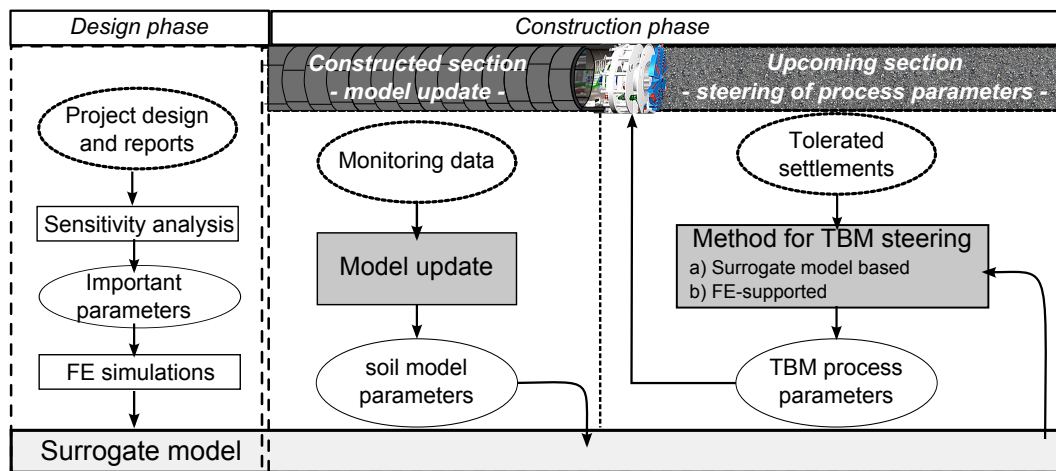 Design phase
Construction phase
Constructed section
- model update -
Upcoming section
- steering of process parameters -
Project design
and reports
Sensitivity analysis
Important
parameters
FE simulations
Monitoring data
Model update
soil model
parameters
Tolerated
settlements
Method for TBM steering
a) Surrogate model based
b) FE-supported
TBM process
parameters
Surrogate model